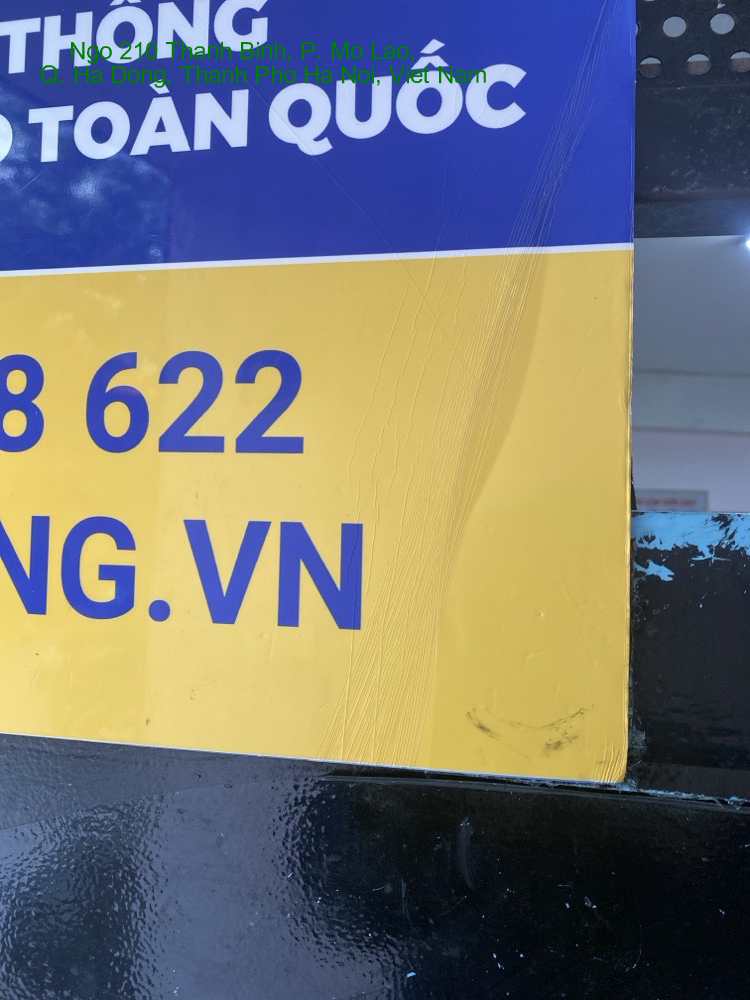 THỐNG
Ngo 210 Thanh Binh, P. Mo Lao,
Q. Ha Dong, Thanh Pho Ha Noi, Viet Nam
TOÀN QUỐC
8 622
NG.VN